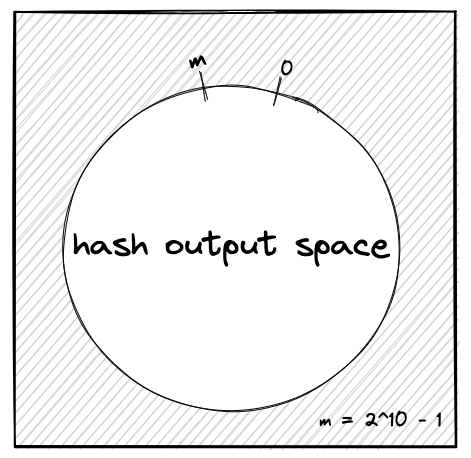 m
0
hash output space
m = 2^10 - 1